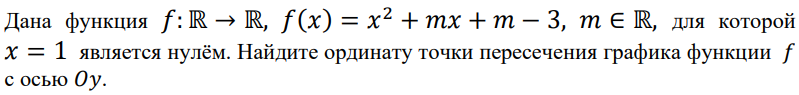 Дана функция f: ℝ → ℝ, f(x) = x² + mx + m − 3, m ∈ ℝ, для которой
x = 1 является нулём. Найдите ординату точки пересечения графика функции f
с осью Oy.